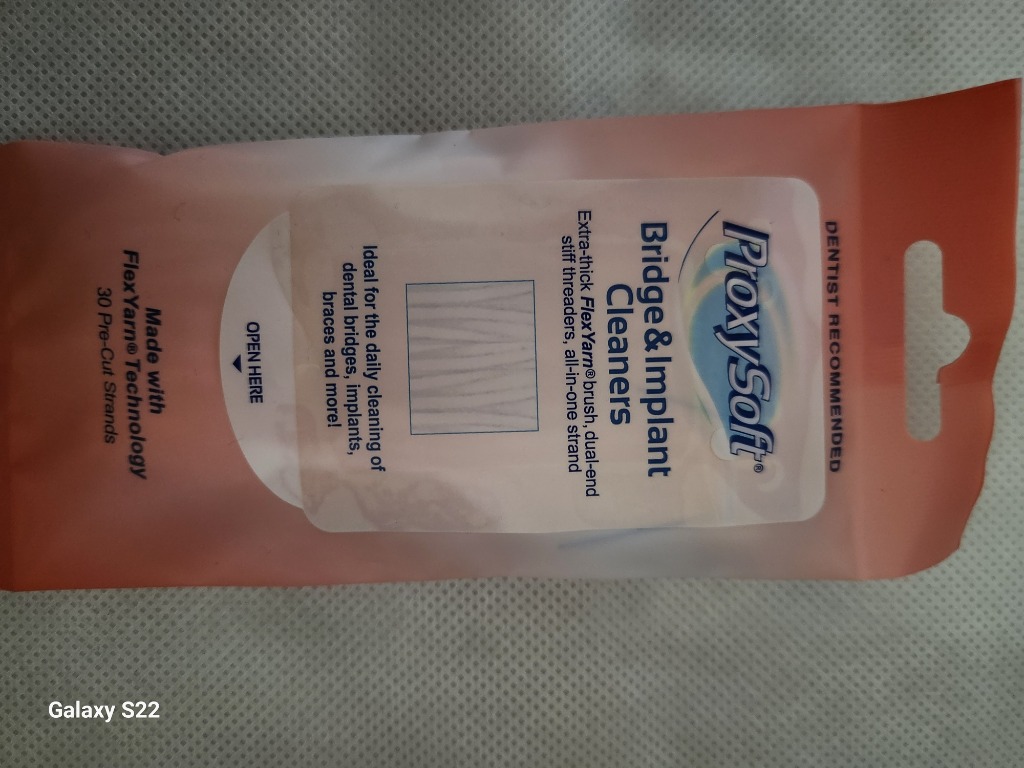 DENTIST RECOMMENDED
ProxySoft®
Bridge & Implant
Cleaners
Extra-thick FlexYarn® brush, dual-end
stiff threaders, all-in-one strand
Ideal for the daily cleaning of
dental bridges, implants,
braces and more!
OPEN HERE
Made with
FlexYarn® Technology
30 Pre-Cut Strands
Galaxy S22